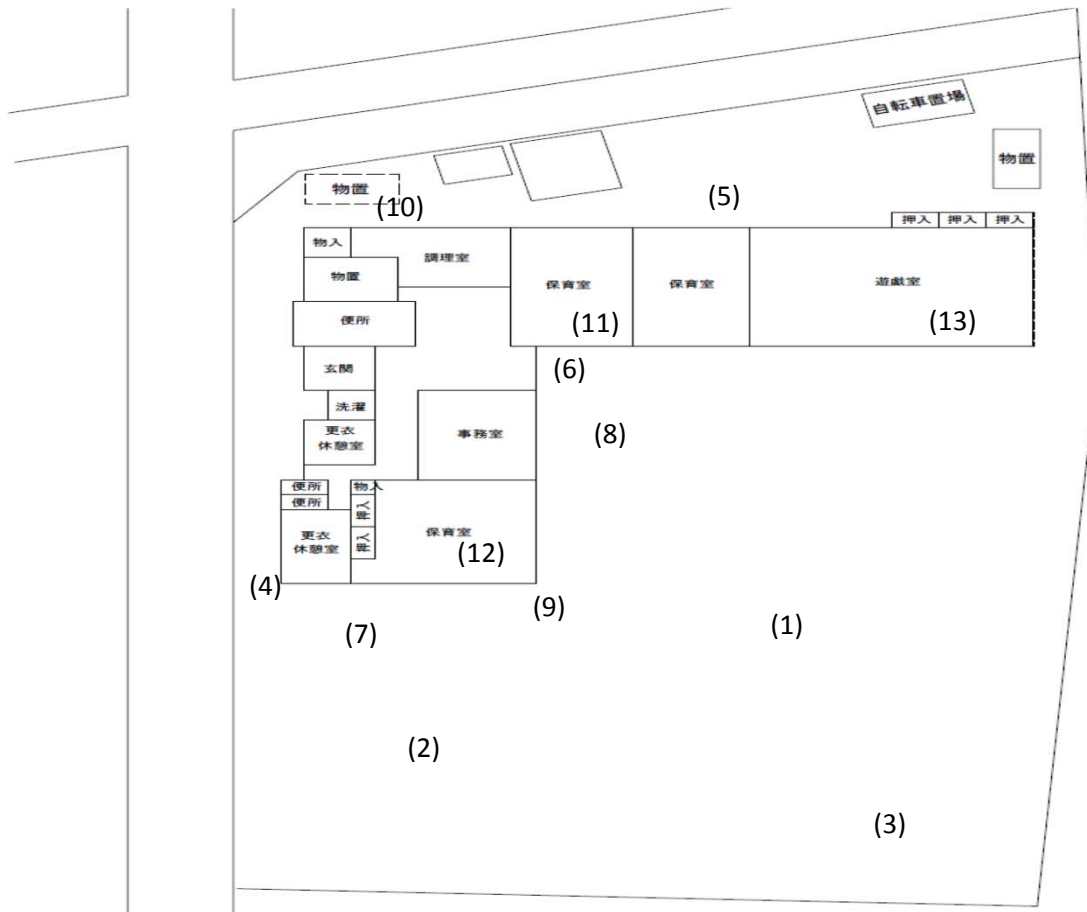 自転車置場
物置
物置
(10)
(5)
押入
押入
押入
物入
調理室
物置
保育室
保育室
遊戯室
便所
(11)
(13)
玄関
(6)
洗濯
更衣
休憩室
事務室
(8)
便所
便所
物入
押入
押入
保育室
更衣
休憩室
(12)
(4)
(9)
(7)
(1)
(2)
(3)